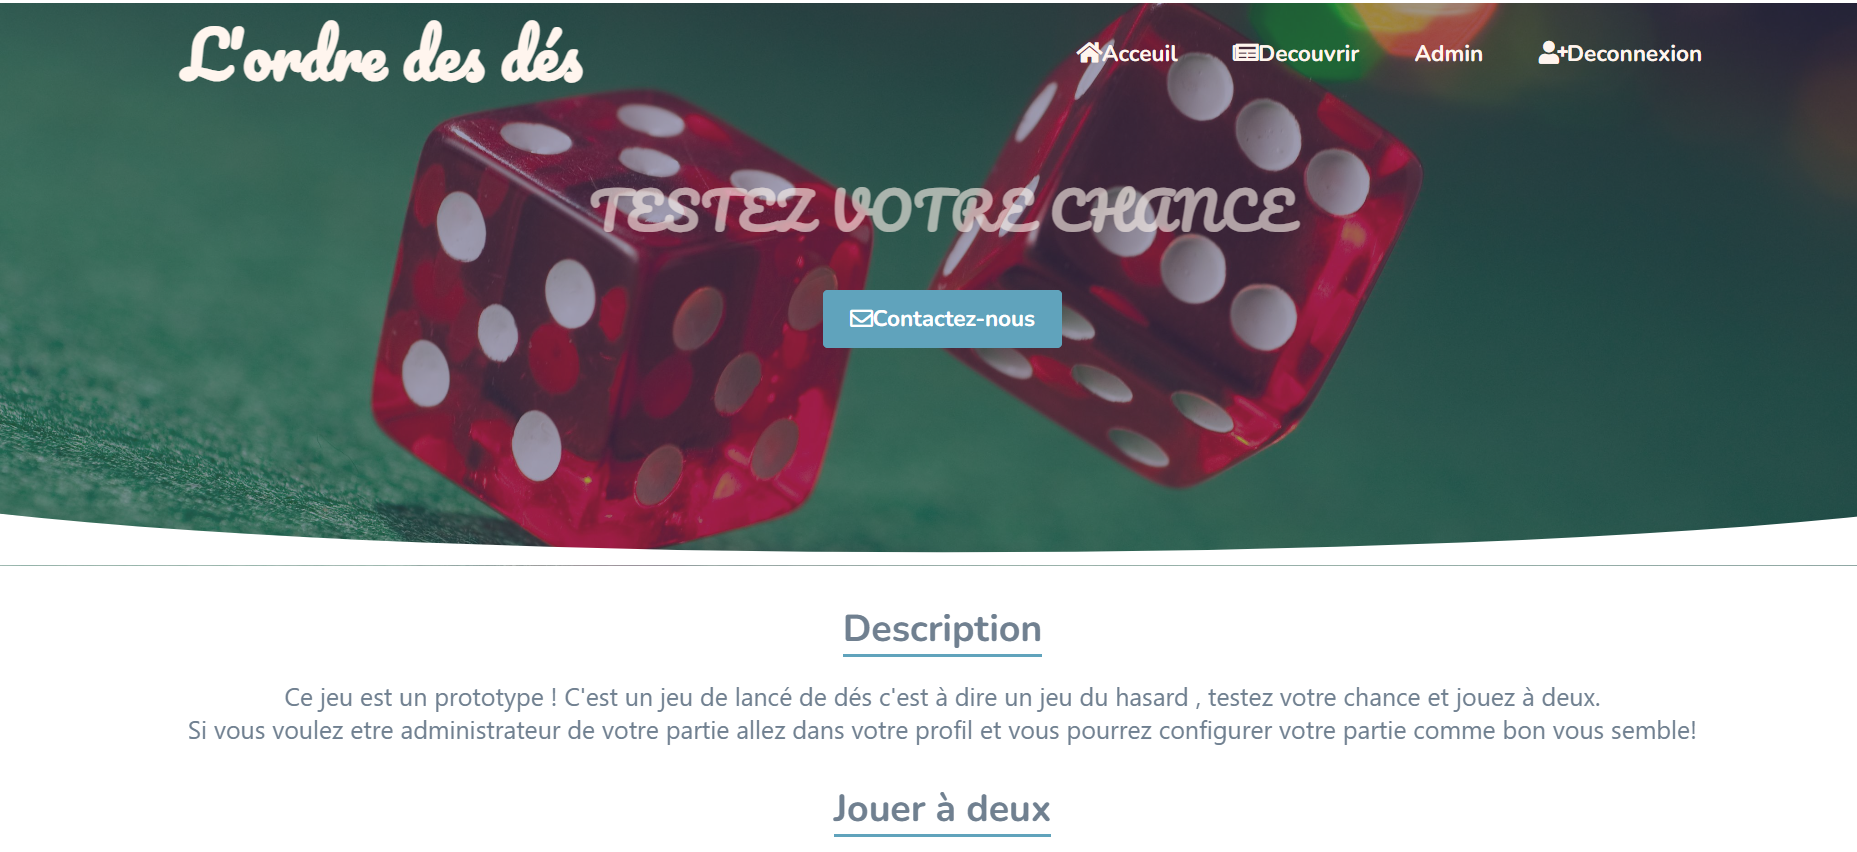 L'ordre des dés
Acceuil Decouvrir Admin Deconnexion
TESTEZ VOTRE CHANCE
Contactez-nous
Description
Ce jeu est un prototype ! C'est un jeu de lancé de dés c'est à dire un jeu du hasard , testez votre chance et jouez à deux.
Si vous voulez etre administrateur de votre partie allez dans votre profil et vous pourrez configurer votre partie comme bon vous semble!
Jouer à deux